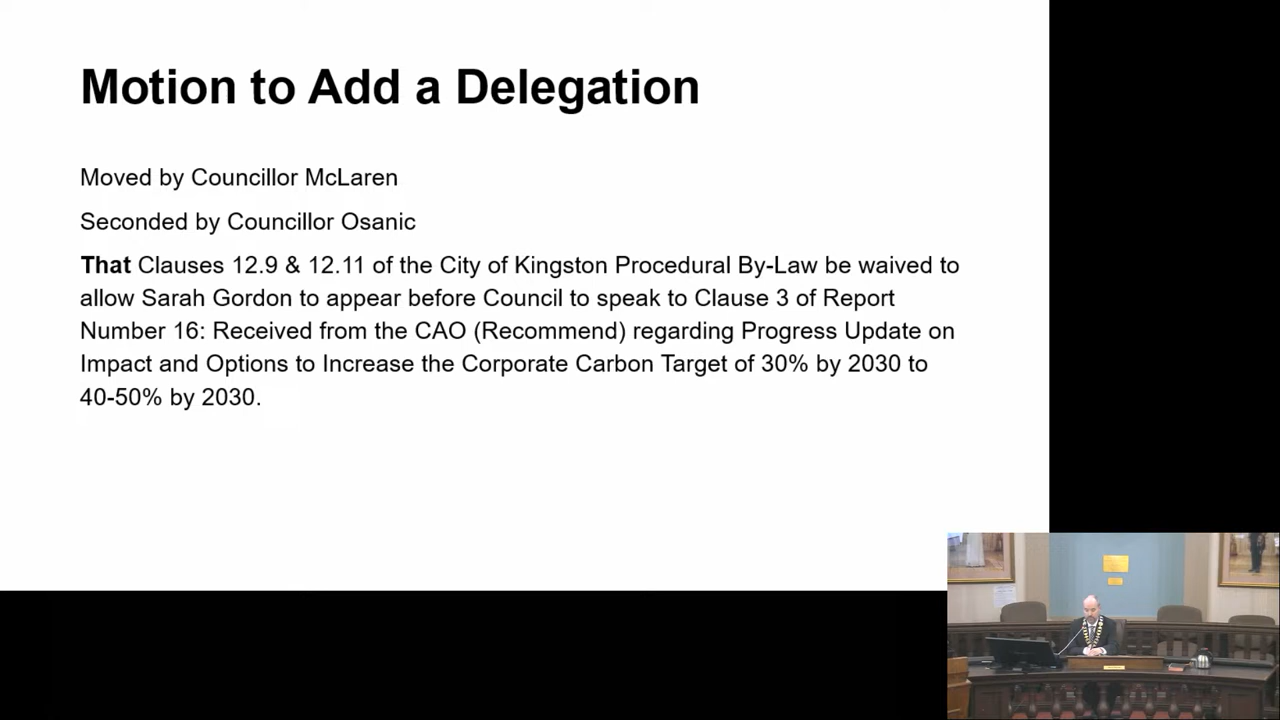 Motion to Add a Delegation
Moved by Councillor McLaren
Seconded by Councillor Osanic
That Clauses 12.9 & 12.11 of the City of Kingston Procedural By-Law be waived to
allow Sarah Gordon to appear before Council to speak to Clause 3 of Report
Number 16: Received from the CAO (Recommend) regarding Progress Update on
Impact and Options to Increase the Corporate Carbon Target of 30% by 2030 to
40-50% by 2030.